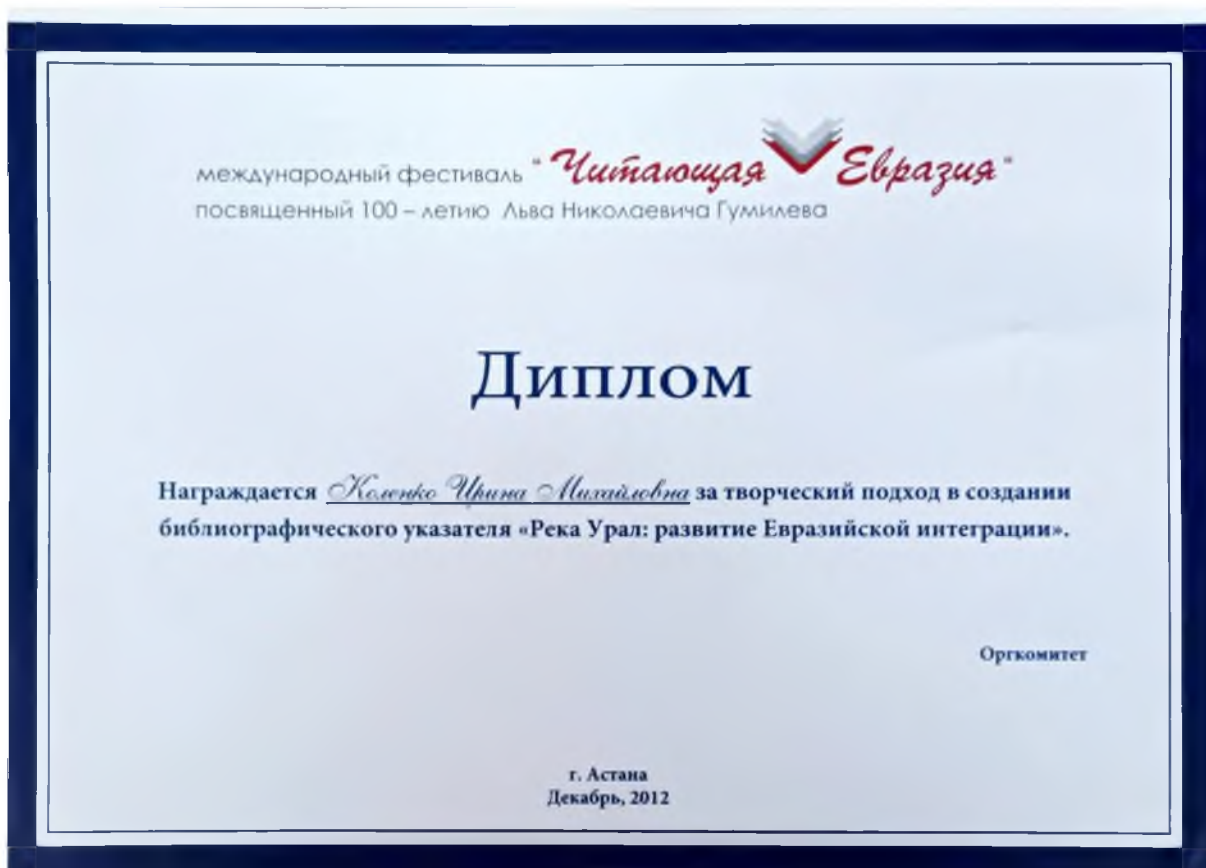 международный фестиваль "Читающая Евразия"
посвященный 100 – летию Льва Николаевича Гумилева
Диплом
Награждается Коленко Ирина Михайловна за творческий подход в создании
библиографического указателя «Река Урал: развитие Евразийской интеграции».
Оргкомитет
г. Астана
Декабрь, 2012